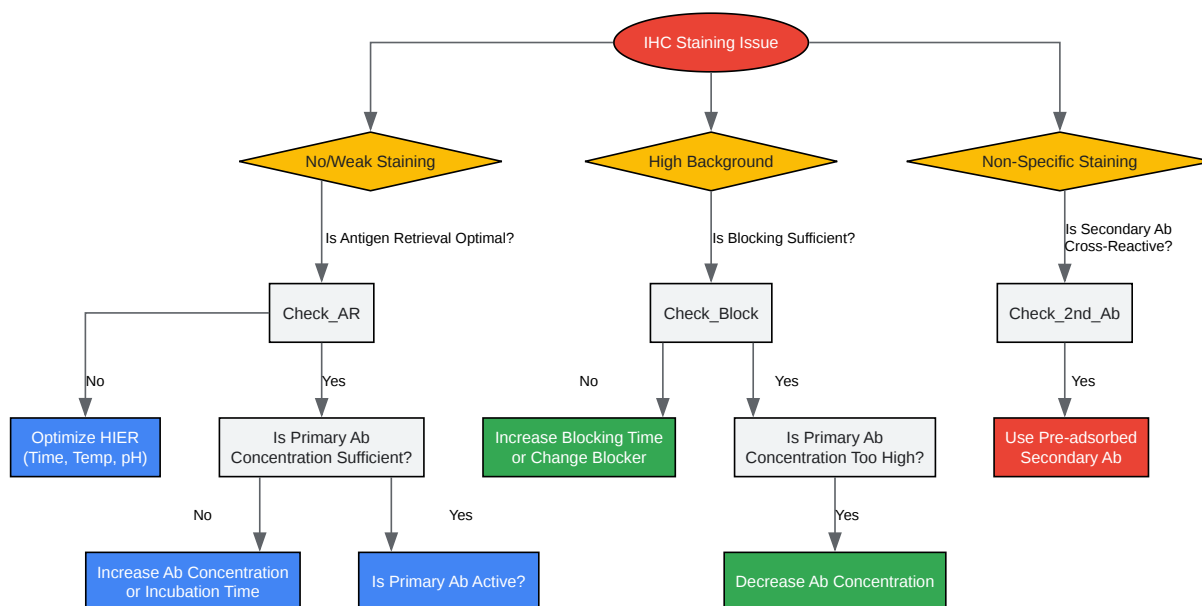 IHC Staining Issue
No/Weak Staining
High Background
Non-Specific Staining
Is Antigen Retrieval Optimal?
Is Blocking Sufficient?
Is Secondary Ab
Cross-Reactive?
Check_AR
Check_Block
Check_2nd_Ab
No
Yes
No
Yes
Yes
Optimize HIER
(Time, Temp, pH)
Is Primary Ab
Concentration Sufficient?
Increase Blocking Time
or Change Blocker
Is Primary Ab
Concentration Too High?
Use Pre-adsorbed
Secondary Ab
No
Yes
Yes
Increase Ab Concentration
or Incubation Time
Is Primary Ab Active?
Decrease Ab Concentration